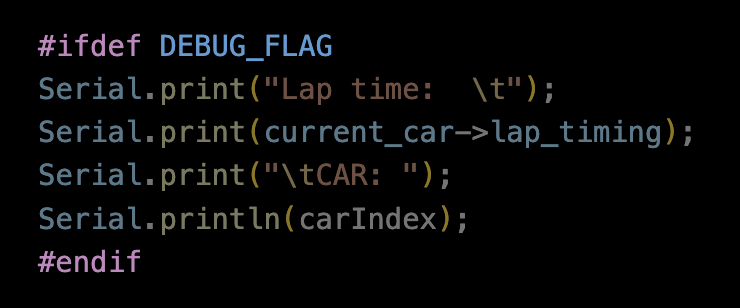 #ifdef DEBUG_FLAG
Serial.print("Lap time:  \t");
Serial.print(current_car->lap_timing);
Serial.print("\tCAR: ");
Serial.println(carIndex);
#endif